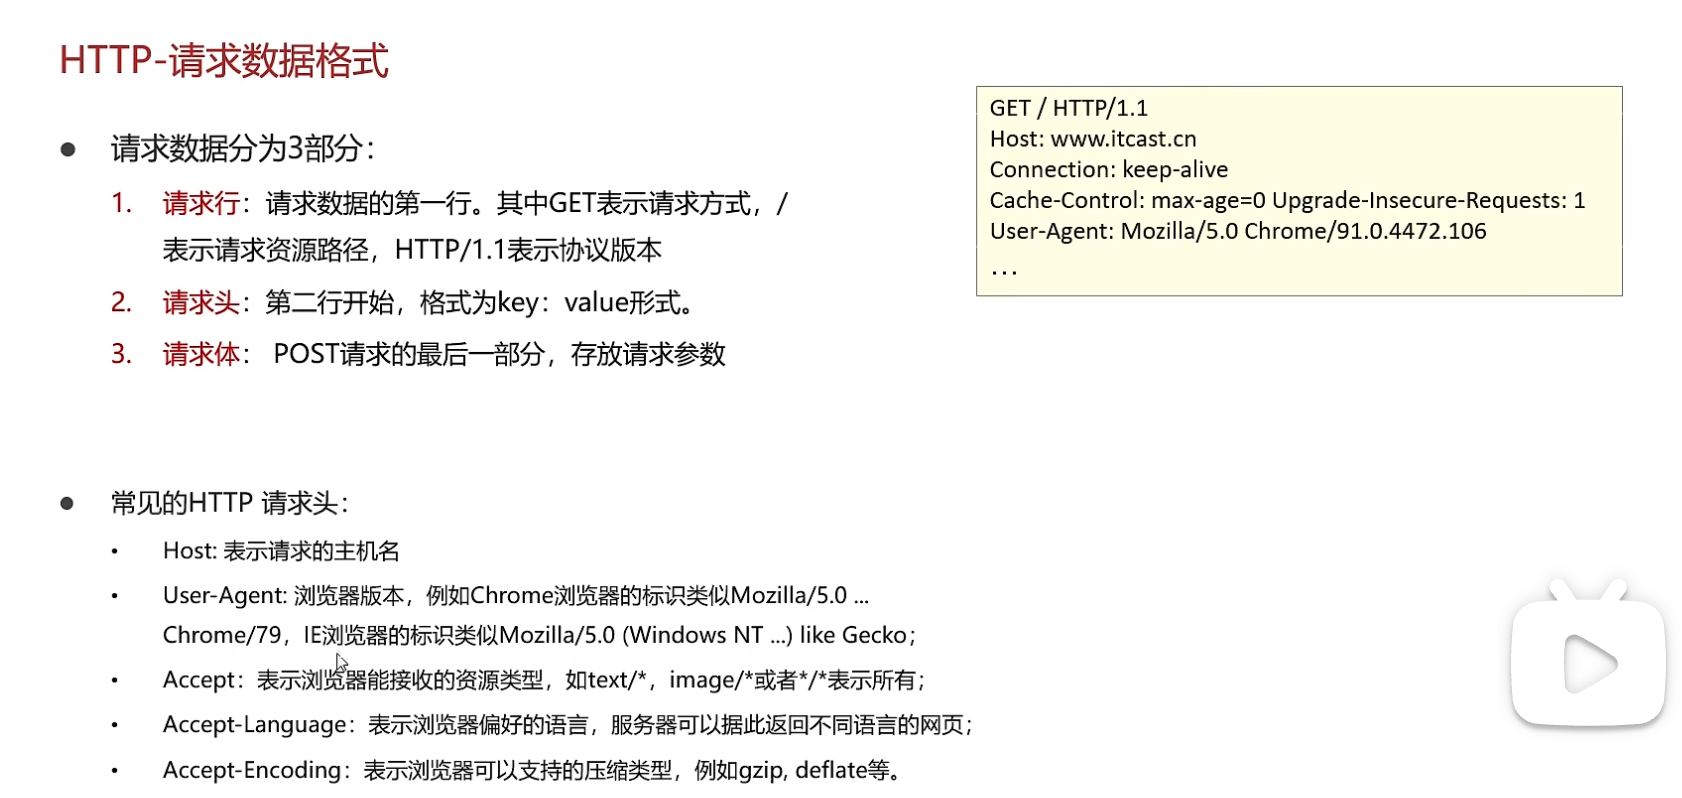 HTTP-请求数据格式
● 请求数据分为3部分：
1. 请求行：请求数据的第一行。其中GET表示请求方式，/
表示请求资源路径，HTTP/1.1表示协议版本
2. 请求头：第二行开始，格式为key：value形式。
3. 请求体： POST请求的最后一部分，存放请求参数
GET / HTTP/1.1
Host: www.itcast.cn
Connection: keep-alive
Cache-Control: max-age=0 Upgrade-Insecure-Requests: 1
User-Agent: Mozilla/5.0 Chrome/91.0.4472.106
...
● 常见的HTTP 请求头：
• Host: 表示请求的主机名
• User-Agent: 浏览器版本，例如Chrome浏览器的标识类似Mozilla/5.0 ...
Chrome/79，IE浏览器的标识类似Mozilla/5.0 (Windows NT ...) like Gecko；
• Accept：表示浏览器能接收的资源类型，如text/*，image/*或者*/*表示所有；
• Accept-Language：表示浏览器偏好的语言，服务器可以据此返回不同语言的网页；
• Accept-Encoding：表示浏览器可以支持的压缩类型，例如gzip, deflate等。